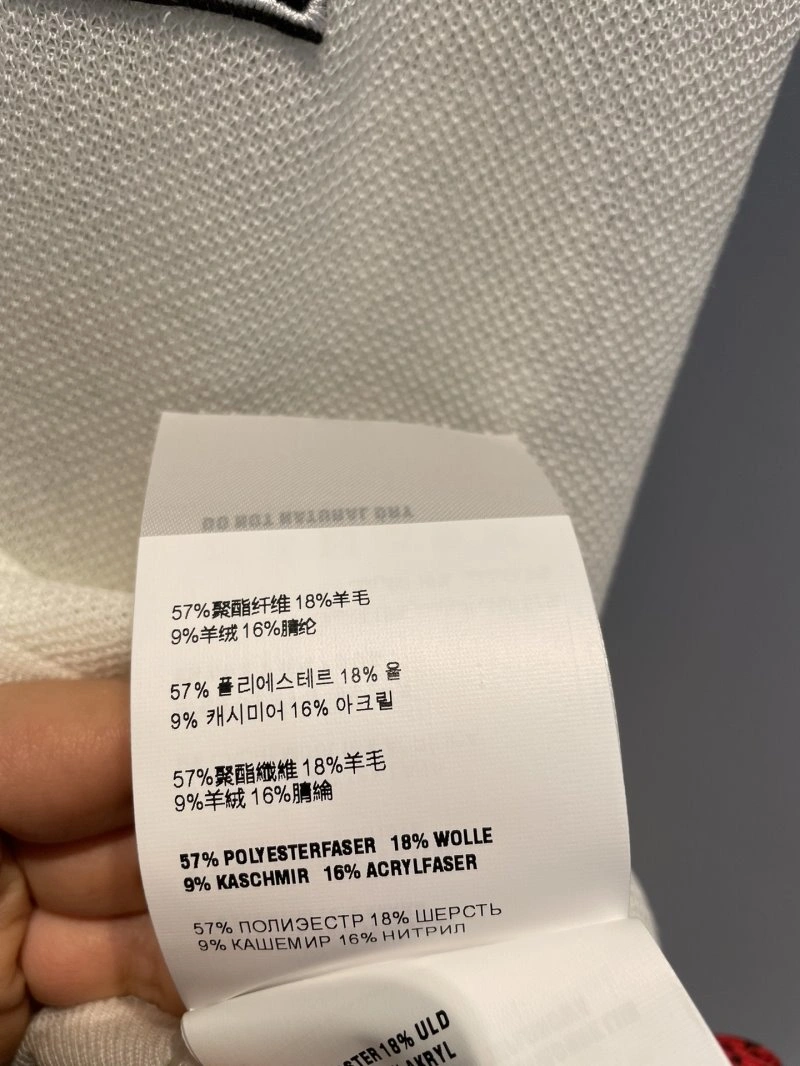 57%聚酯纤维 18%羊毛
9%羊绒 16%腈纶
57% 폴리에스테르 18% 울
9% 캐시미어 16% 아크릴
57%聚酯纖維 18%羊毛
9%羊絨 16%腈綸
57% POLYESTERFASER 18% WOLLE
9% KASCHMIR 16% ACRYLFASER
57% ПОЛИЭЕСТР 18% ШЕРСТЬ
9% КАШЕМИР 16% НИТРИЛ
18% ULD